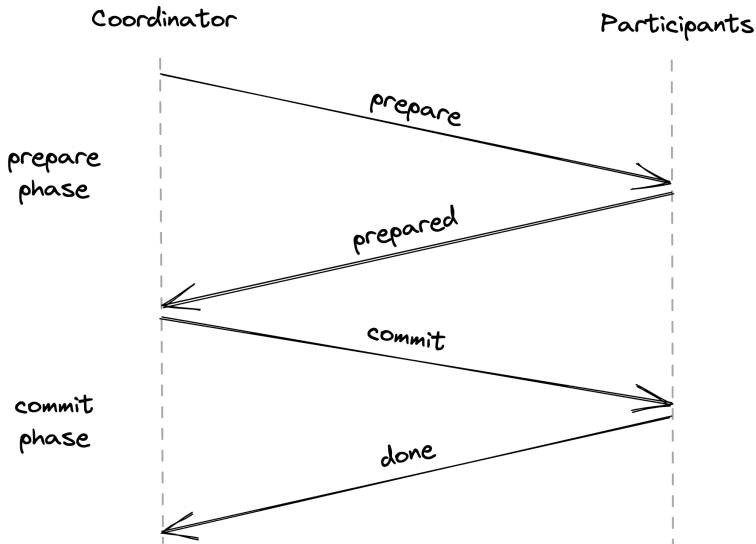 Coordinator
Participants
prepare
prepare
phase
prepared
commit
commit
phase
done